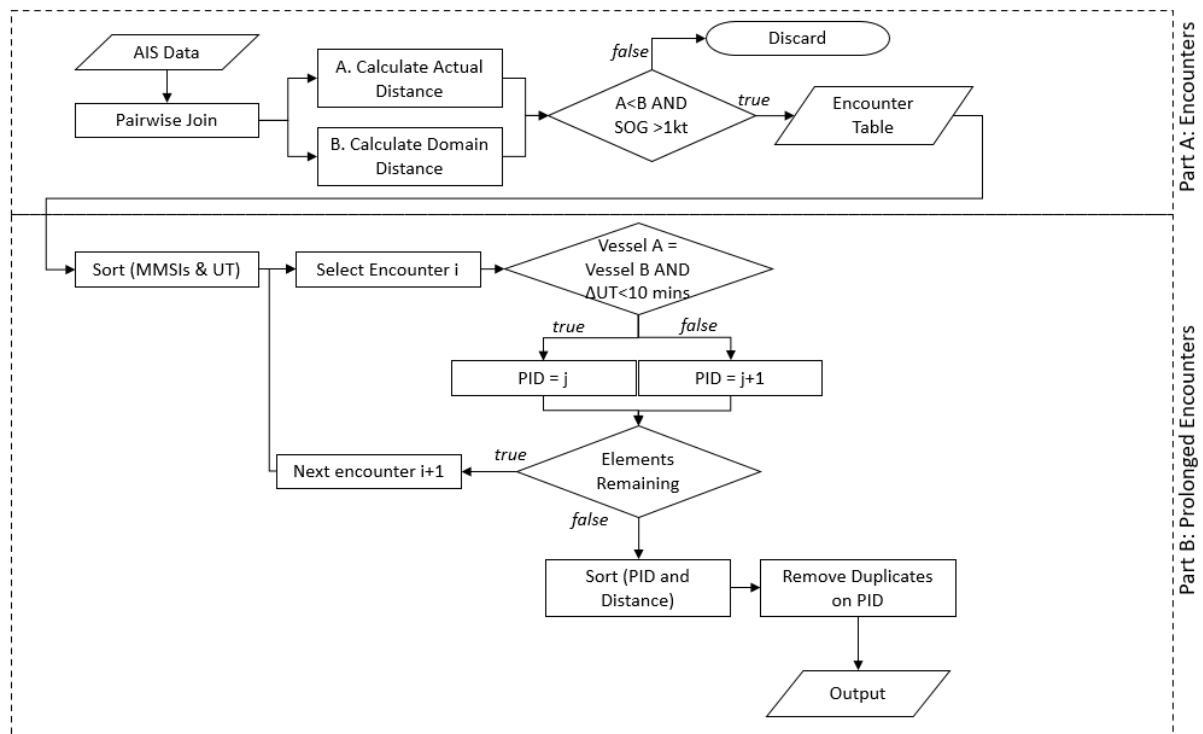 AIS Data
Pairwise Join
A. Calculate Actual
Distance
B. Calculate Domain
Distance
A<B AND
SOG >1kt
false
Discard
true
Encounter
Table
Part A: Encounters
Sort (MMSIs & UT)
Select Encounter i
Vessel A =
Vessel B AND
ΔUT<10 mins
true
false
PID = j
PID = j+1
Elements
Remaining
true
Next encounter i+1
false
Sort (PID and
Distance)
Remove Duplicates
on PID
Output
Part B: Prolonged Encounters